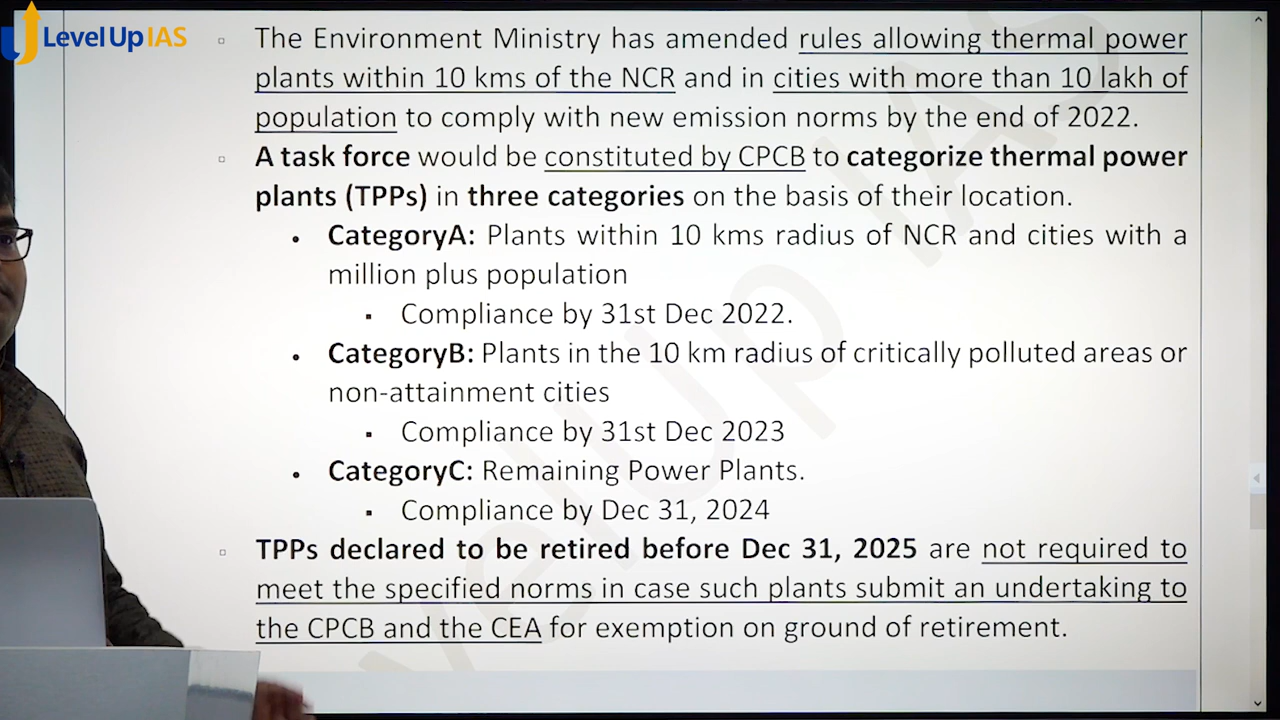 Level Up IAS
The Environment Ministry has amended rules allowing thermal power
plants within 10 kms of the NCR and in cities with more than 10 lakh of
population to comply with new emission norms by the end of 2022.
A task force would be constituted by CPCB to categorize thermal power
plants (TPPs) in three categories on the basis of their location.
CategoryA: Plants within 10 kms radius of NCR and cities with a
million plus population
Compliance by 31st Dec 2022.
CategoryB: Plants in the 10 km radius of critically polluted areas or
non-attainment cities
Compliance by 31st Dec 2023
CategoryC: Remaining Power Plants.
Compliance by Dec 31, 2024
TPPs declared to be retired before Dec 31, 2025 are not required to
meet the specified norms in case such plants submit an undertaking to
the CPCB and the CEA for exemption on ground of retirement.
LevelUp IAS